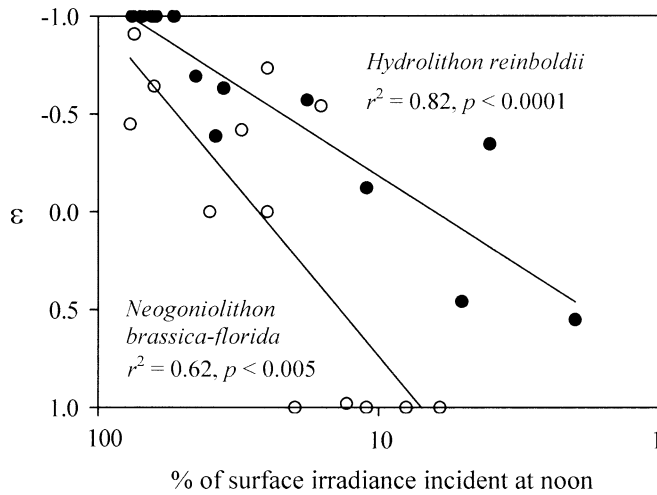 -1.0
Hydrolithon reinboldii
r² = 0.82, p < 0.0001
-0.5
0.0
ε
Neogoniolithon
brassica-florida
r² = 0.62, p < 0.005
0.5
1.0
100
10
1
% of surface irradiance incident at noon